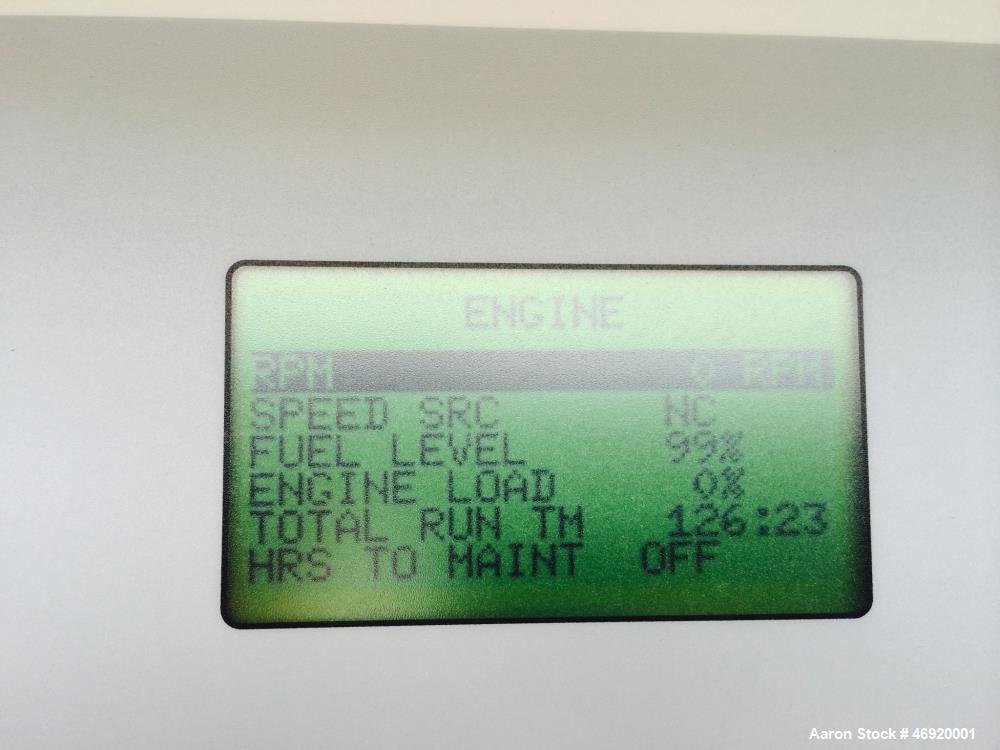 ENGINE
RPM 0 RPM
SPEED SRC NC
FUEL LEVEL 99%
ENGINE LOAD 0%
TOTAL RUN TM 126:23
HRS TO MAINT OFF
Aaron Stock # 46920001